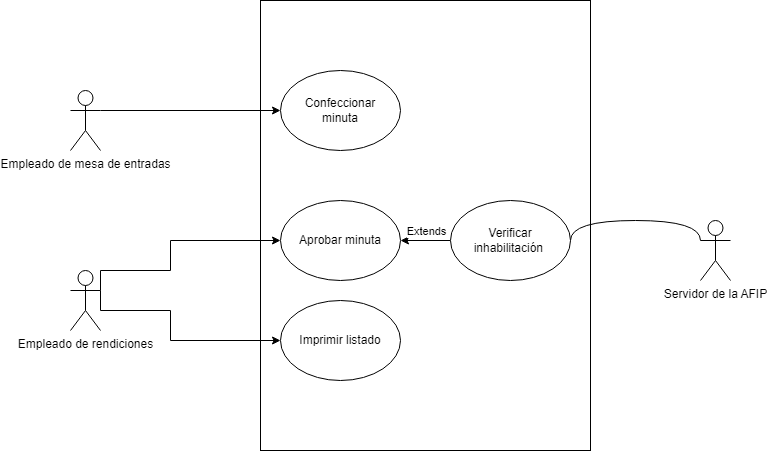 Confeccionar
minuta
Empleado de mesa de entradas
Aprobar minuta
Extends
Verificar
inhabilitación
Servidor de la AFIP
Empleado de rendiciones
Imprimir listado